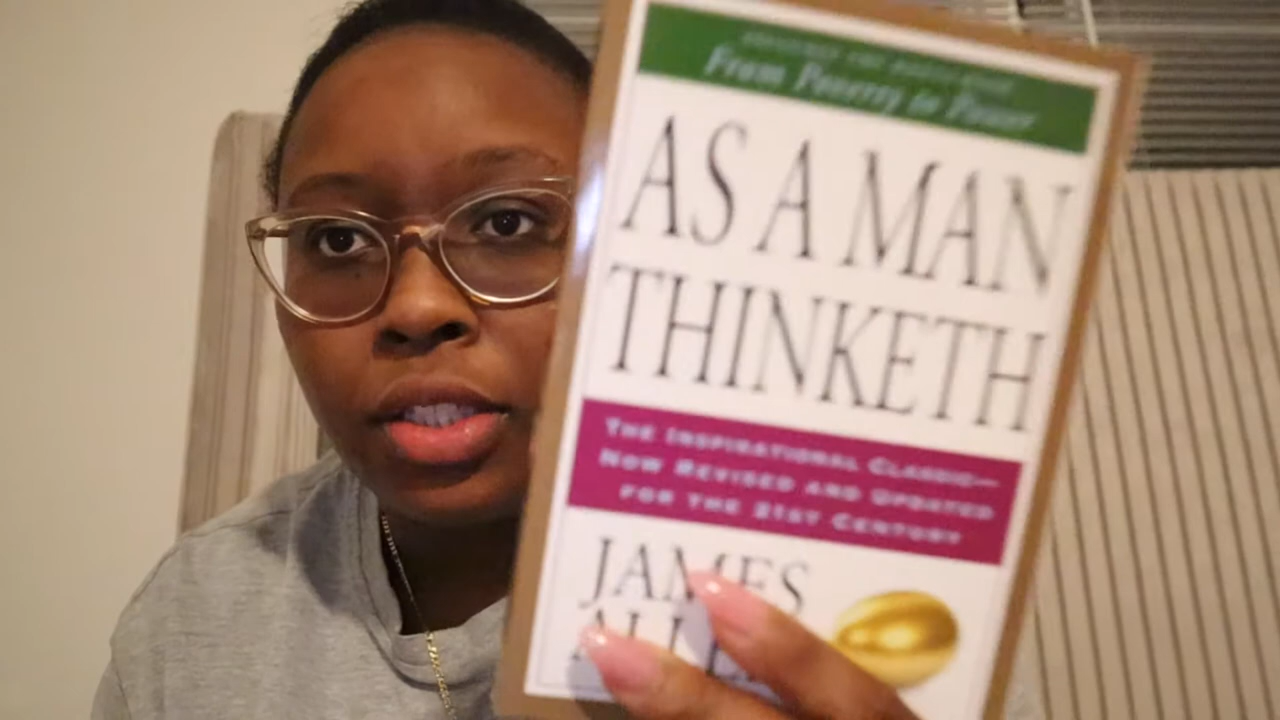 From Poverty to Power
AS A MAN
THINKETH
THE INSPIRATIONAL CLASSIC—
NOW REVISED AND UPDATED
FOR THE 21ST CENTURY
JAMES
ALLEN